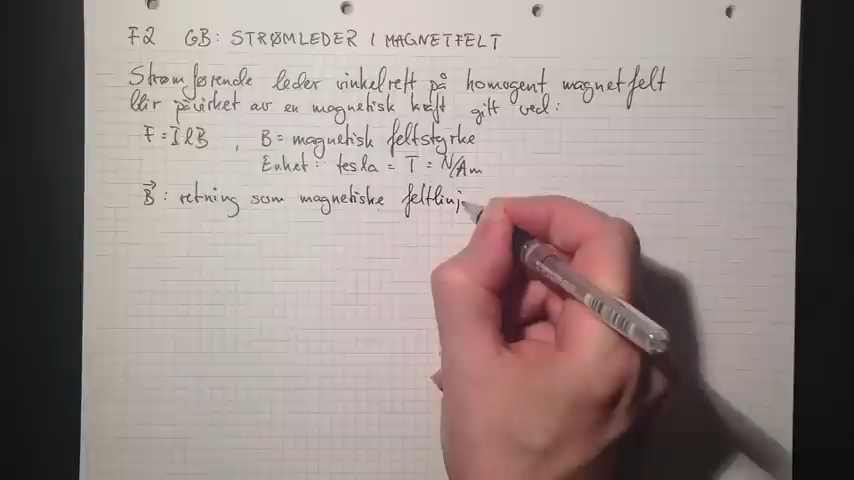 F2 GB: STRØMLEDER I MAGNETFELT
Strømførende leder vinkelrett på homogent magnetfelt
blir påvirket av en magnetisk kraft gitt ved:
F = IlB , B = magnetisk feltstyrke
Enhet: tesla = T = N/Am
B⃗ : retning som magnetiske feltlinj